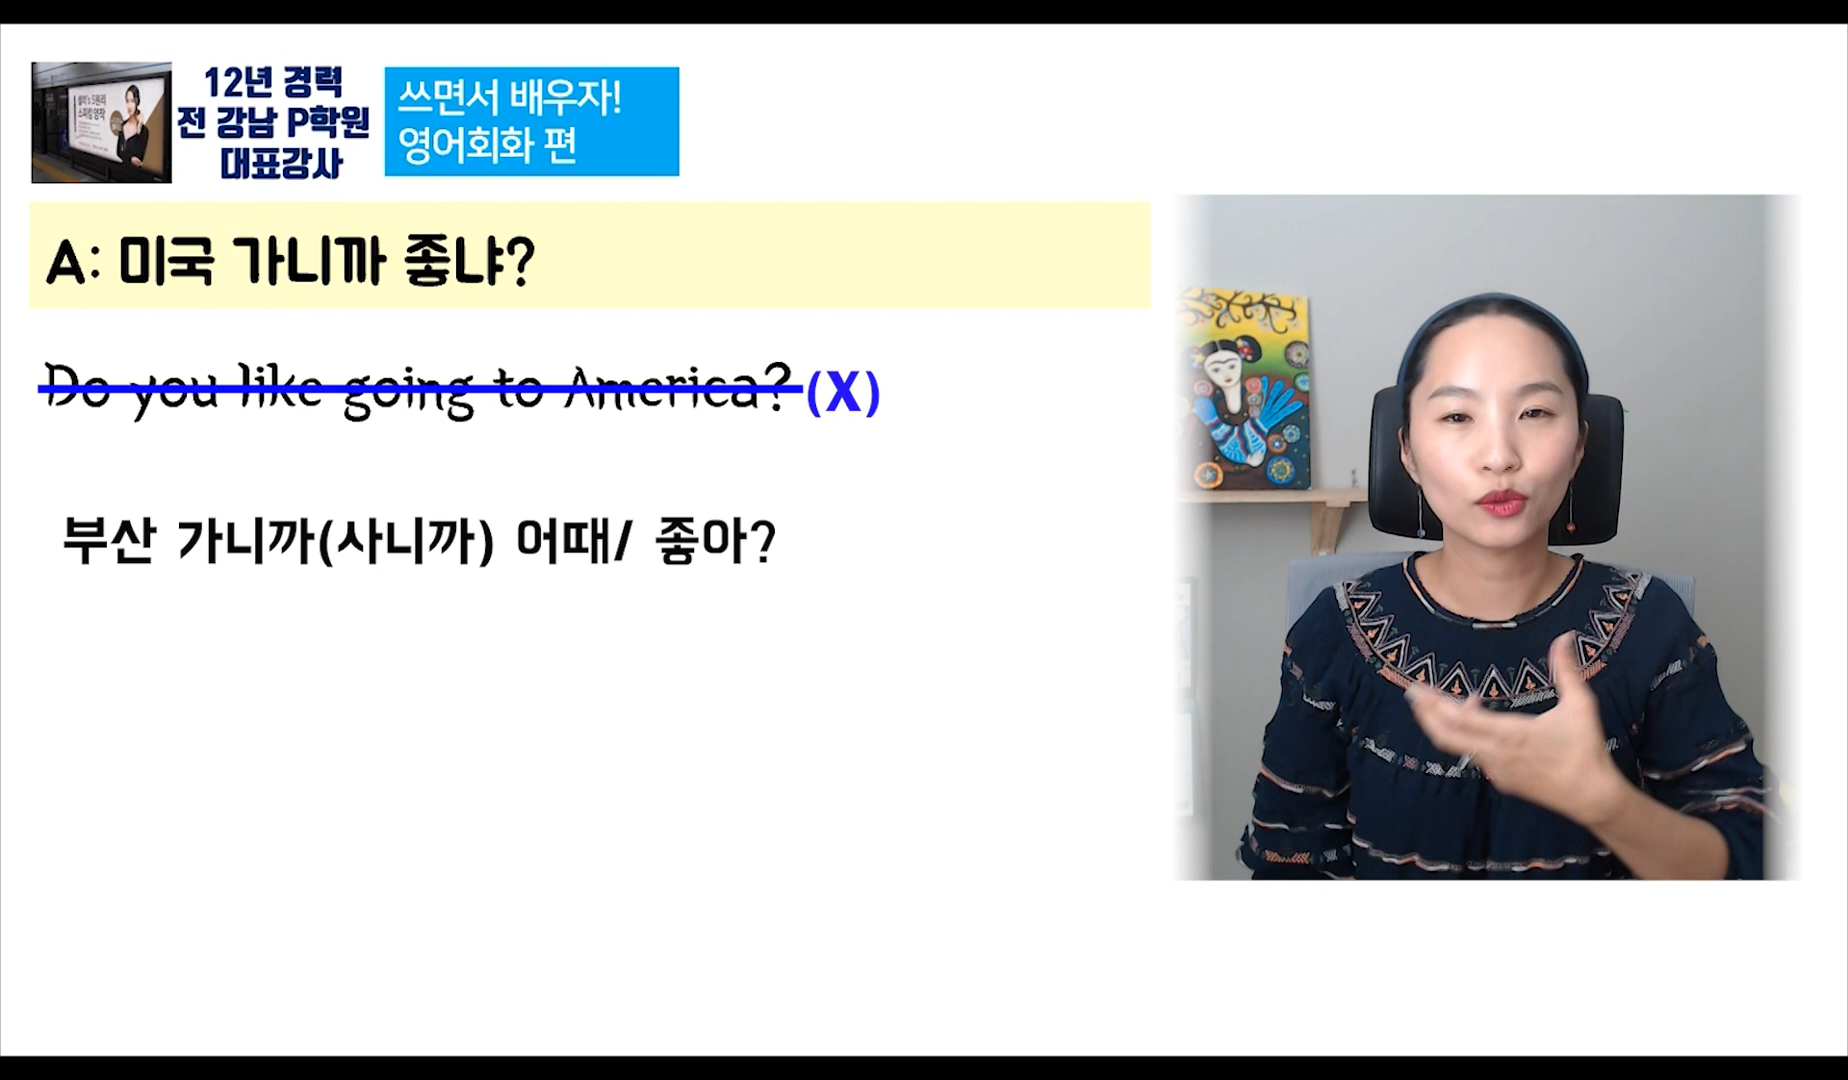 12년 경력
전 강남 P학원
대표강사
쓰면서 배우자!
영어회화 편
A: 미국 가니까 좋냐?
Do you like going to America? (X)
부산 가니까(사니까) 어때/ 좋아?